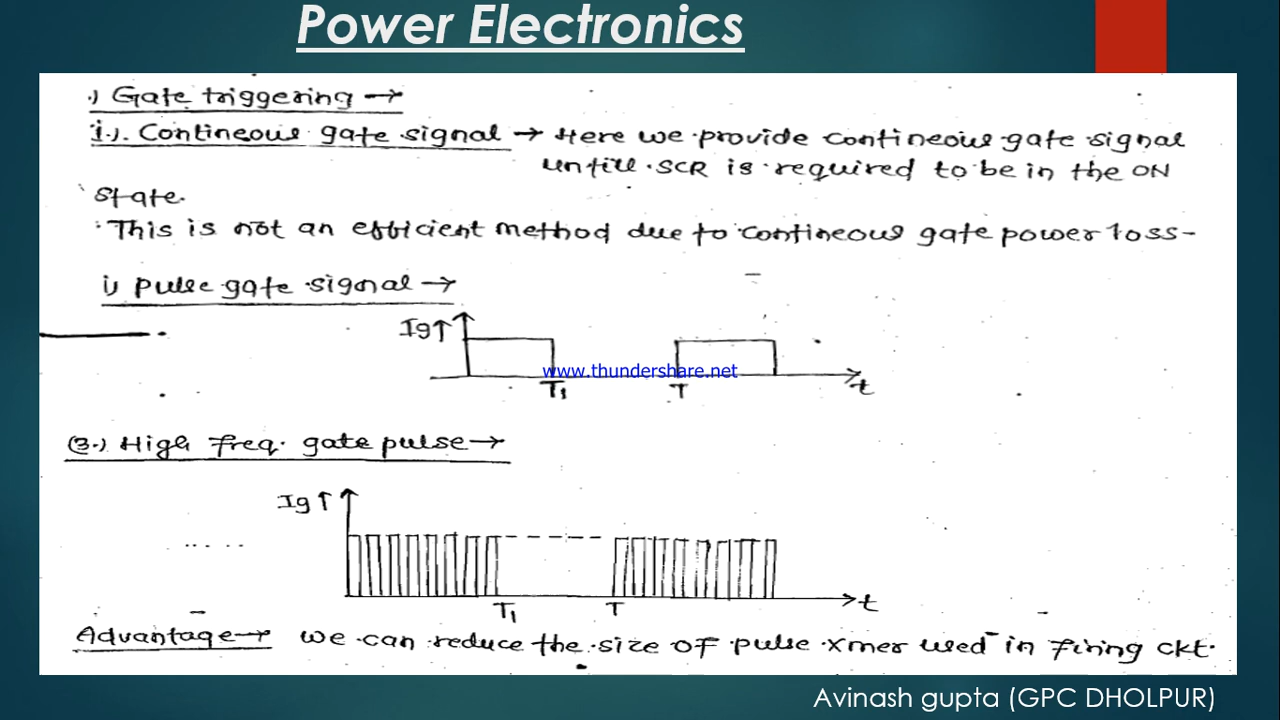 Power Electronics
.) Gate triggering →
i.). Contineous gate signal → Here we provide contineous gate signal
untill SCR is required to be in the ON
state.
This is not an efficient method due to contineous gate power loss-
i) Pulse gate signal →
Ig↑
www.thundershare.net
T₁ T t
(3.) High freq. gate pulse →
Ig↑
T₁ T t
Advantage → we can reduce the size of pulse xmer used in firing ckt.
Avinash gupta (GPC DHOLPUR)